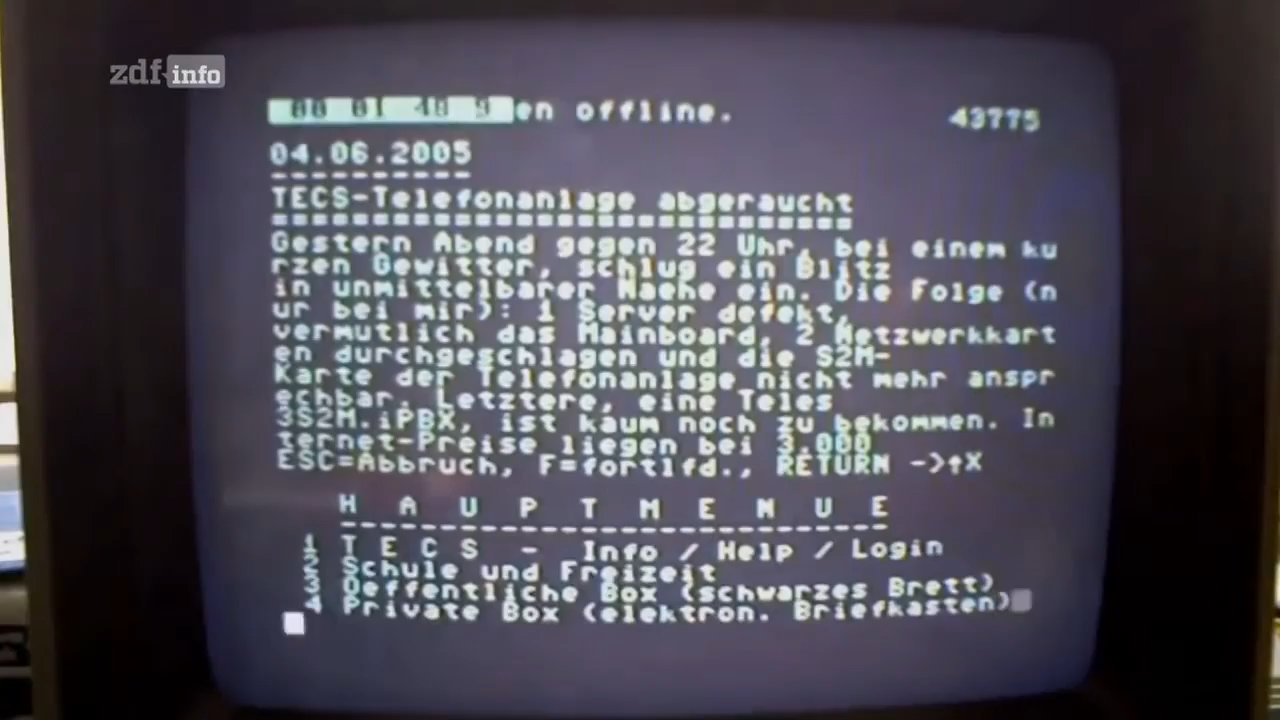 zdf info
00 01 48 9 en offline. 43775
04.06.2005
TECS-Telefonanlage abgeraucht
Gestern Abend gegen 22 Uhr, bei einem ku
rzen Gewitter, schlug ein Blitz
in unmittelbarer Naehe ein. Die Folge (n
ur bei mir): 1 Server defekt,
vermutlich das Mainboard, 2 Netzwerkkart
en durchgeschlagen und die S2M-
Karte der Telefonanlage nicht mehr anspr
echbar. Letztere, eine Teles
3S2M.iPBX, ist kaum noch zu bekommen. In
ternet-Preise liegen bei 3.000
ESC=Abbruch, F=fortlfd., RETURN ->↑X
H A U P T M E N U E
1 T E C S - Info / Help / Login
2 Schule und Freizeit
3 Oeffentliche Box (schwarzes Brett)
4 Private Box (elektron. Briefkasten)